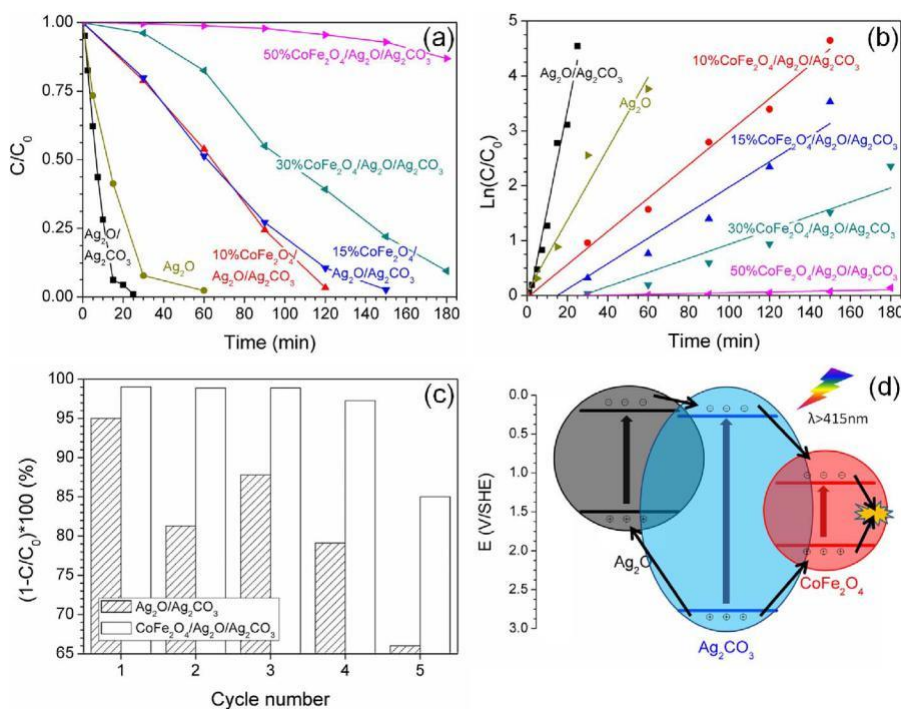 (a)
1.00
0.75
0.50
0.25
0.00
C/C₀
0 20 40 60 80 100 120 140 160 180
Time (min)
50%CoFe₂O₄/Ag₂O/Ag₂CO₃
30%CoFe₂O₄/Ag₂O/Ag₂CO₃
Ag₂O/
Ag₂CO₃
Ag₂O
10%CoFe₂O₄/
Ag₂O/Ag₂CO₃
15%CoFe₂O₄/
Ag₂O/Ag₂CO₃
(b)
5
4
3
2
1
0
Ln(C/C₀)
0 20 40 60 80 100 120 140 160 180
Time (min)
10%CoFe₂O₄/Ag₂O/Ag₂CO₃
Ag₂O/Ag₂CO₃
Ag₂O
15%CoFe₂O₄/Ag₂O/Ag₂CO₃
30%CoFe₂O₄/Ag₂O/Ag₂CO₃
50%CoFe₂O₄/Ag₂O/Ag₂CO₃
(c)
100
95
90
85
80
75
70
65
(1-C/C₀)*100 (%)
Ag₂O/Ag₂CO₃
CoFe₂O₄/Ag₂O/Ag₂CO₃
1 2 3 4 5
Cycle number
(d)
0.0
0.5
1.0
1.5
2.0
2.5
3.0
E (V/SHE)
λ>415nm
Ag₂O
CoFe₂O₄
Ag₂CO₃